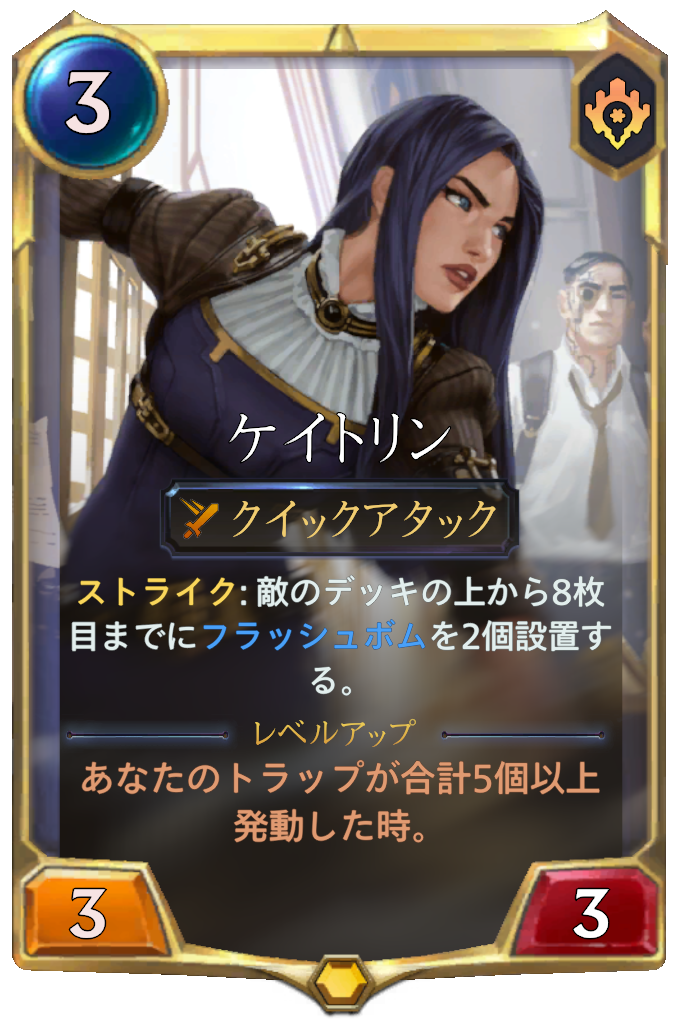 3
ケイトリン
クイックアタック
ストライク: 敵のデッキの上から8枚
目までにフラッシュボムを2個設置す
る。
レベルアップ
あなたのトラップが合計5個以上
発動した時。
3
3